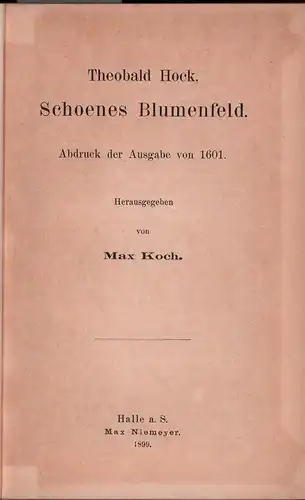 Theobald Hock,
Schoenes Blumenfeld.
Abdruck der Ausgabe von 1601.
Herausgegeben
von
Max Koch.
Halle a. S.
Max Niemeyer.
1899.